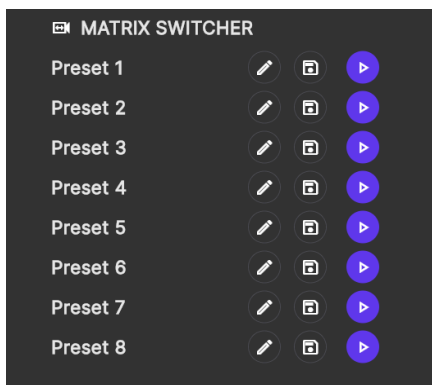 MATRIX SWITCHER
Preset 1
Preset 2
Preset 3
Preset 4
Preset 5
Preset 6
Preset 7
Preset 8